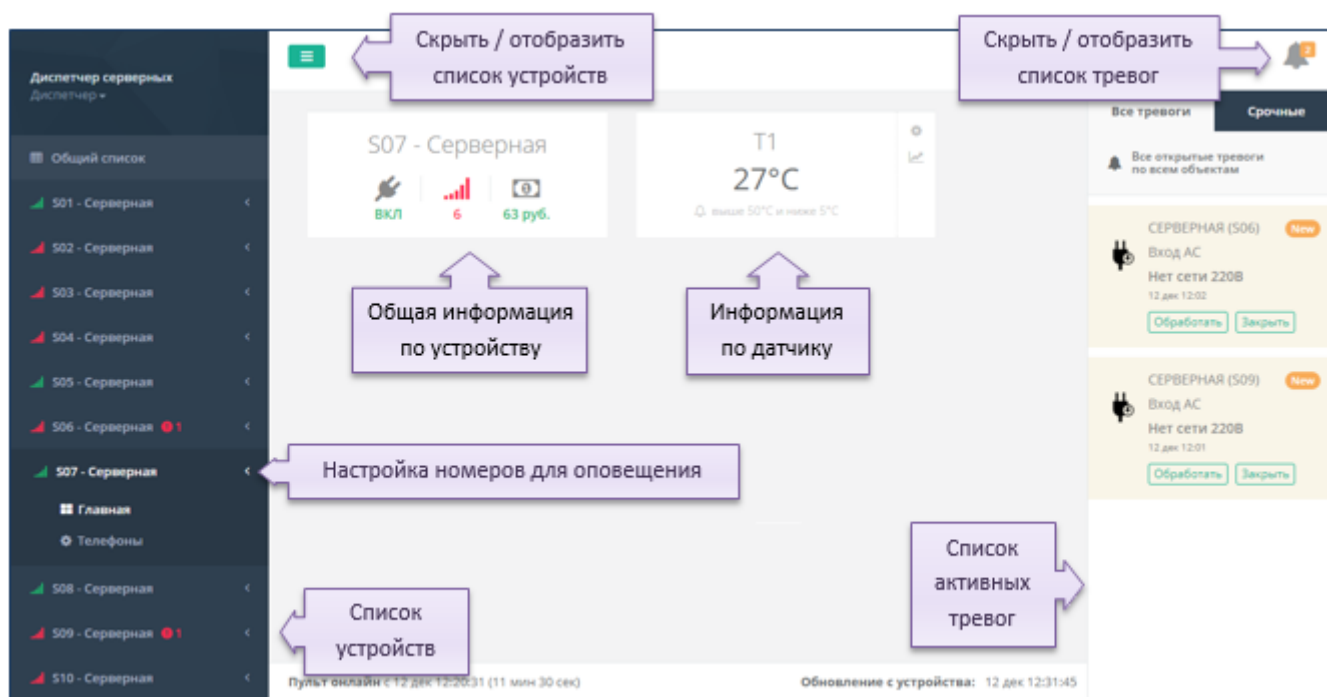 Скрыть / отобразить
список устройств
Скрыть / отобразить
список тревог
2
Диспетчер серверных
Диспетчер
Общий список
S01 - Серверная
S02 - Серверная
S03 - Серверная
S04 - Серверная
S05 - Серверная
S06 - Серверная 1
S07 - Серверная
Главная
Телефоны
S08 - Серверная
S09 - Серверная 1
S10 - Серверная
S07 - Серверная
ВКЛ 6 63 руб.
T1
27°C
выше 50°C и ниже 5°C
Общая информация
по устройству
Информация
по датчику
Настройка номеров для оповещения
Список
устройств
Список
активных
тревог
Все тревоги Срочные
Все открытые тревоги
по всем объектам
СЕРВЕРНАЯ (S06) New
Вход AC
Нет сети 220В
12 дек 12:02
Обработать Закрыть
СЕРВЕРНАЯ (S09) New
Вход AC
Нет сети 220В
12 дек 12:01
Обработать Закрыть
Пульт онлайн с 12 дек 12:20:31 (11 мин 30 сек)
Обновление с устройства: 12 дек 12:31:45